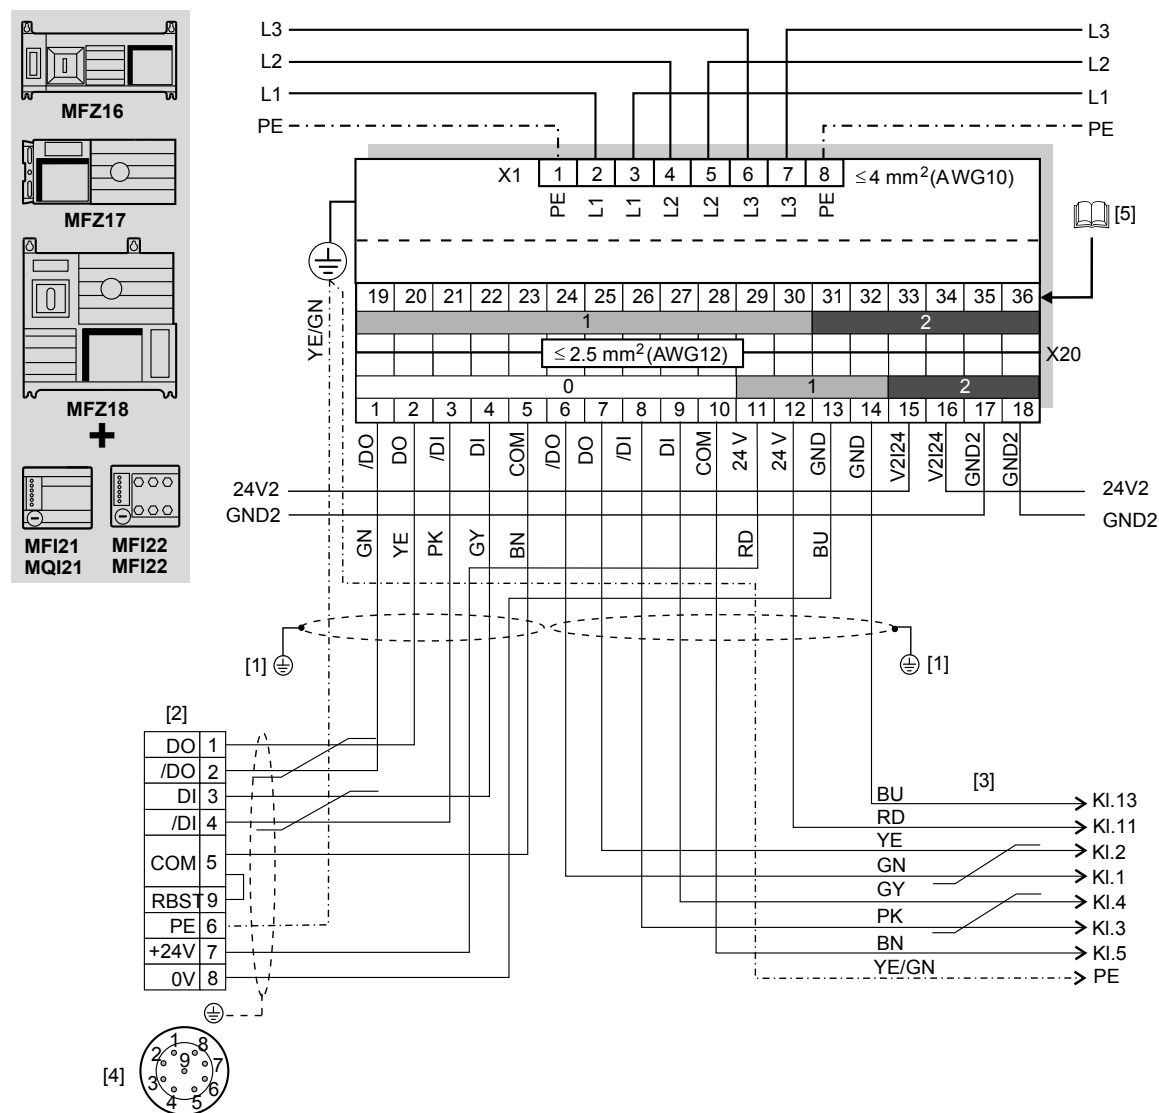 MFZ16
MFZ17
MFZ18
+
MFI21 MFI22
MQI21 MFI22
L3 L3
L2 L2
L1 L1
PE PE
X1 1 2 3 4 5 6 7 8 ≤ 4 mm² (AWG10)
PE L1 L1 L2 L2 L3 L3 PE
[5]
YE/GN
19 20 21 22 23 24 25 26 27 28 29 30 31 32 33 34 35 36
1 2
≤ 2.5 mm² (AWG12) X20
0 1 2
1 2 3 4 5 6 7 8 9 10 11 12 13 14 15 16 17 18
/DO DO /DI DI COM /DO DO /DI DI COM 24 V 24 V GND GND V2I24 V2I24 GND2 GND2
24V2 24V2
GND2 GND2
GN YE PK GY BN RD BU
[1] [1]
[2]
DO 1
/DO 2
DI 3
/DI 4
COM 5
RBST 9
PE 6
+24V 7
0V 8
[3]
BU KI.13
RD KI.11
YE KI.2
GN KI.1
GY KI.4
PK KI.3
BN KI.5
YE/GN PE
[4]
1 8
2 9 7
3 6
4 5